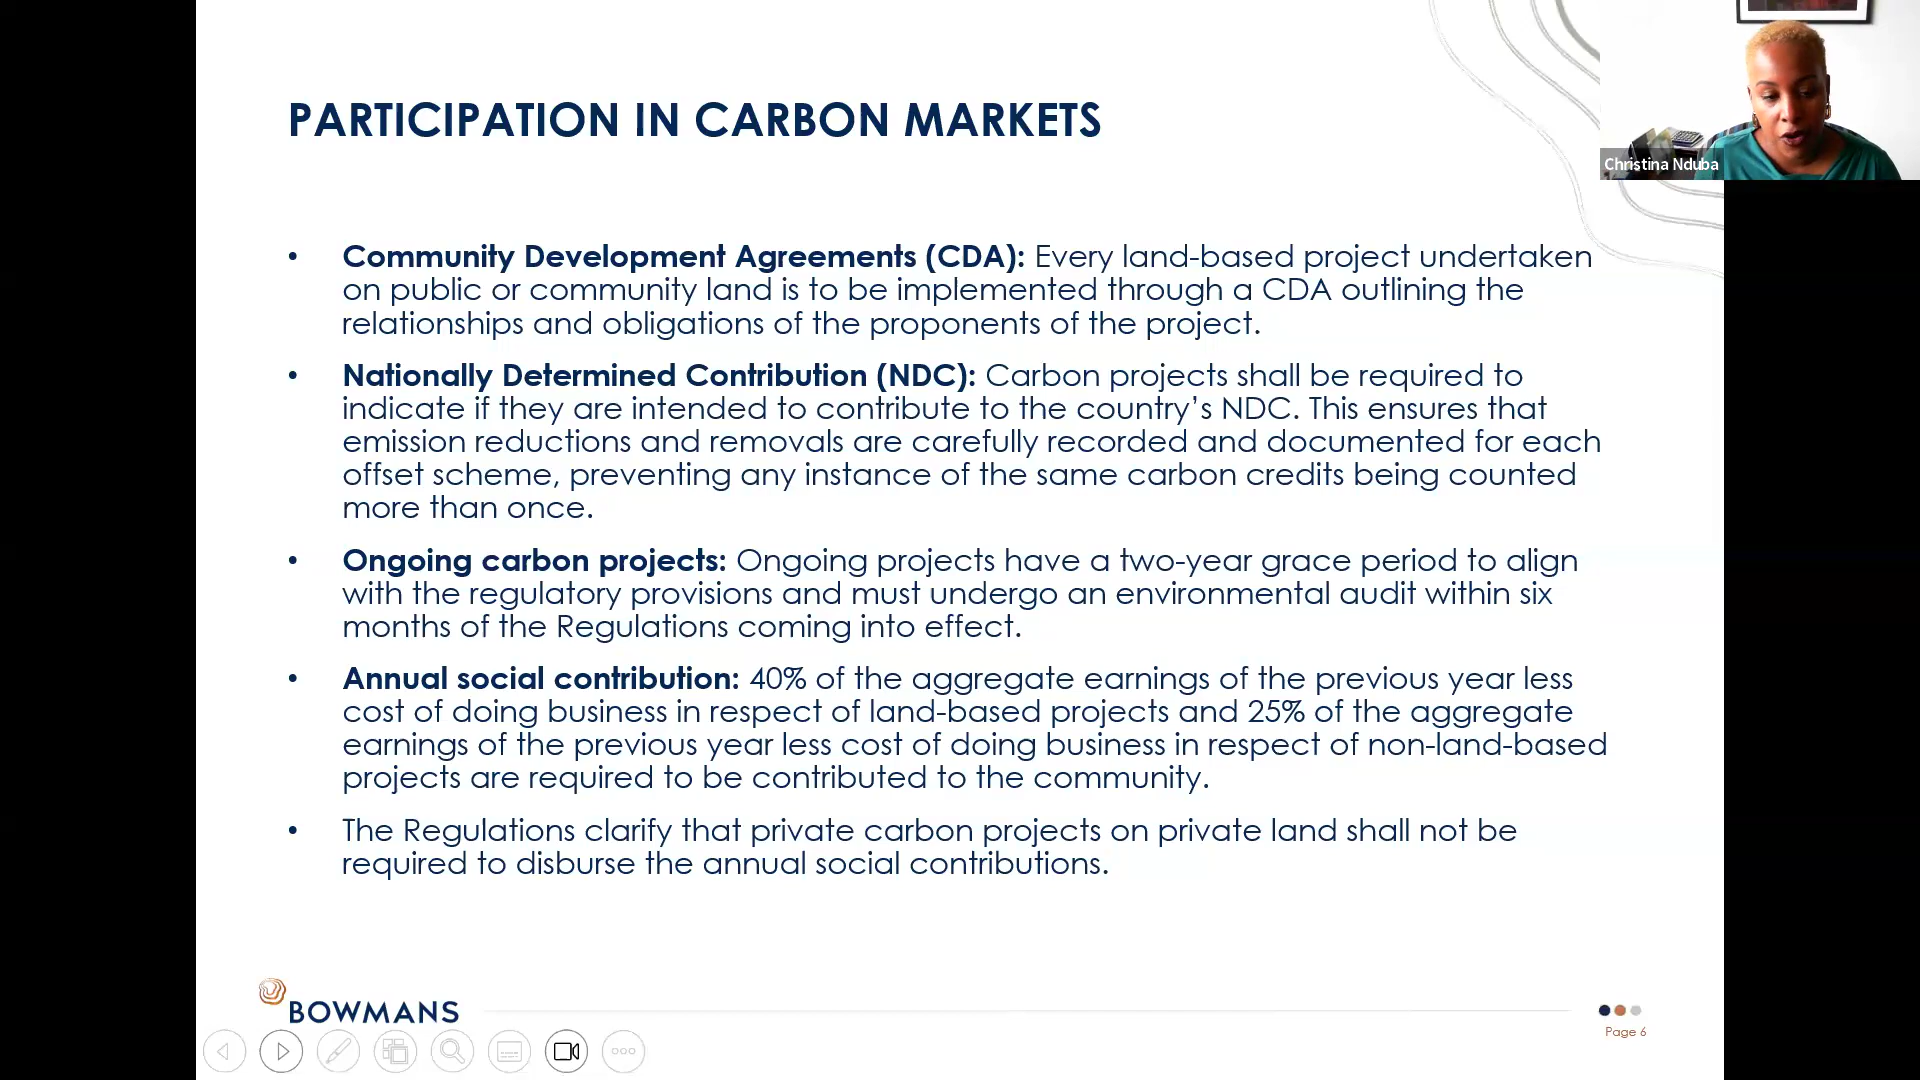 PARTICIPATION IN CARBON MARKETS
Christina Nduba
• Community Development Agreements (CDA): Every land-based project undertaken
on public or community land is to be implemented through a CDA outlining the
relationships and obligations of the proponents of the project.
• Nationally Determined Contribution (NDC): Carbon projects shall be required to
indicate if they are intended to contribute to the country’s NDC. This ensures that
emission reductions and removals are carefully recorded and documented for each
offset scheme, preventing any instance of the same carbon credits being counted
more than once.
• Ongoing carbon projects: Ongoing projects have a two-year grace period to align
with the regulatory provisions and must undergo an environmental audit within six
months of the Regulations coming into effect.
• Annual social contribution: 40% of the aggregate earnings of the previous year less
cost of doing business in respect of land-based projects and 25% of the aggregate
earnings of the previous year less cost of doing business in respect of non-land-based
projects are required to be contributed to the community.
• The Regulations clarify that private carbon projects on private land shall not be
required to disburse the annual social contributions.
BOWMANS
Page 6